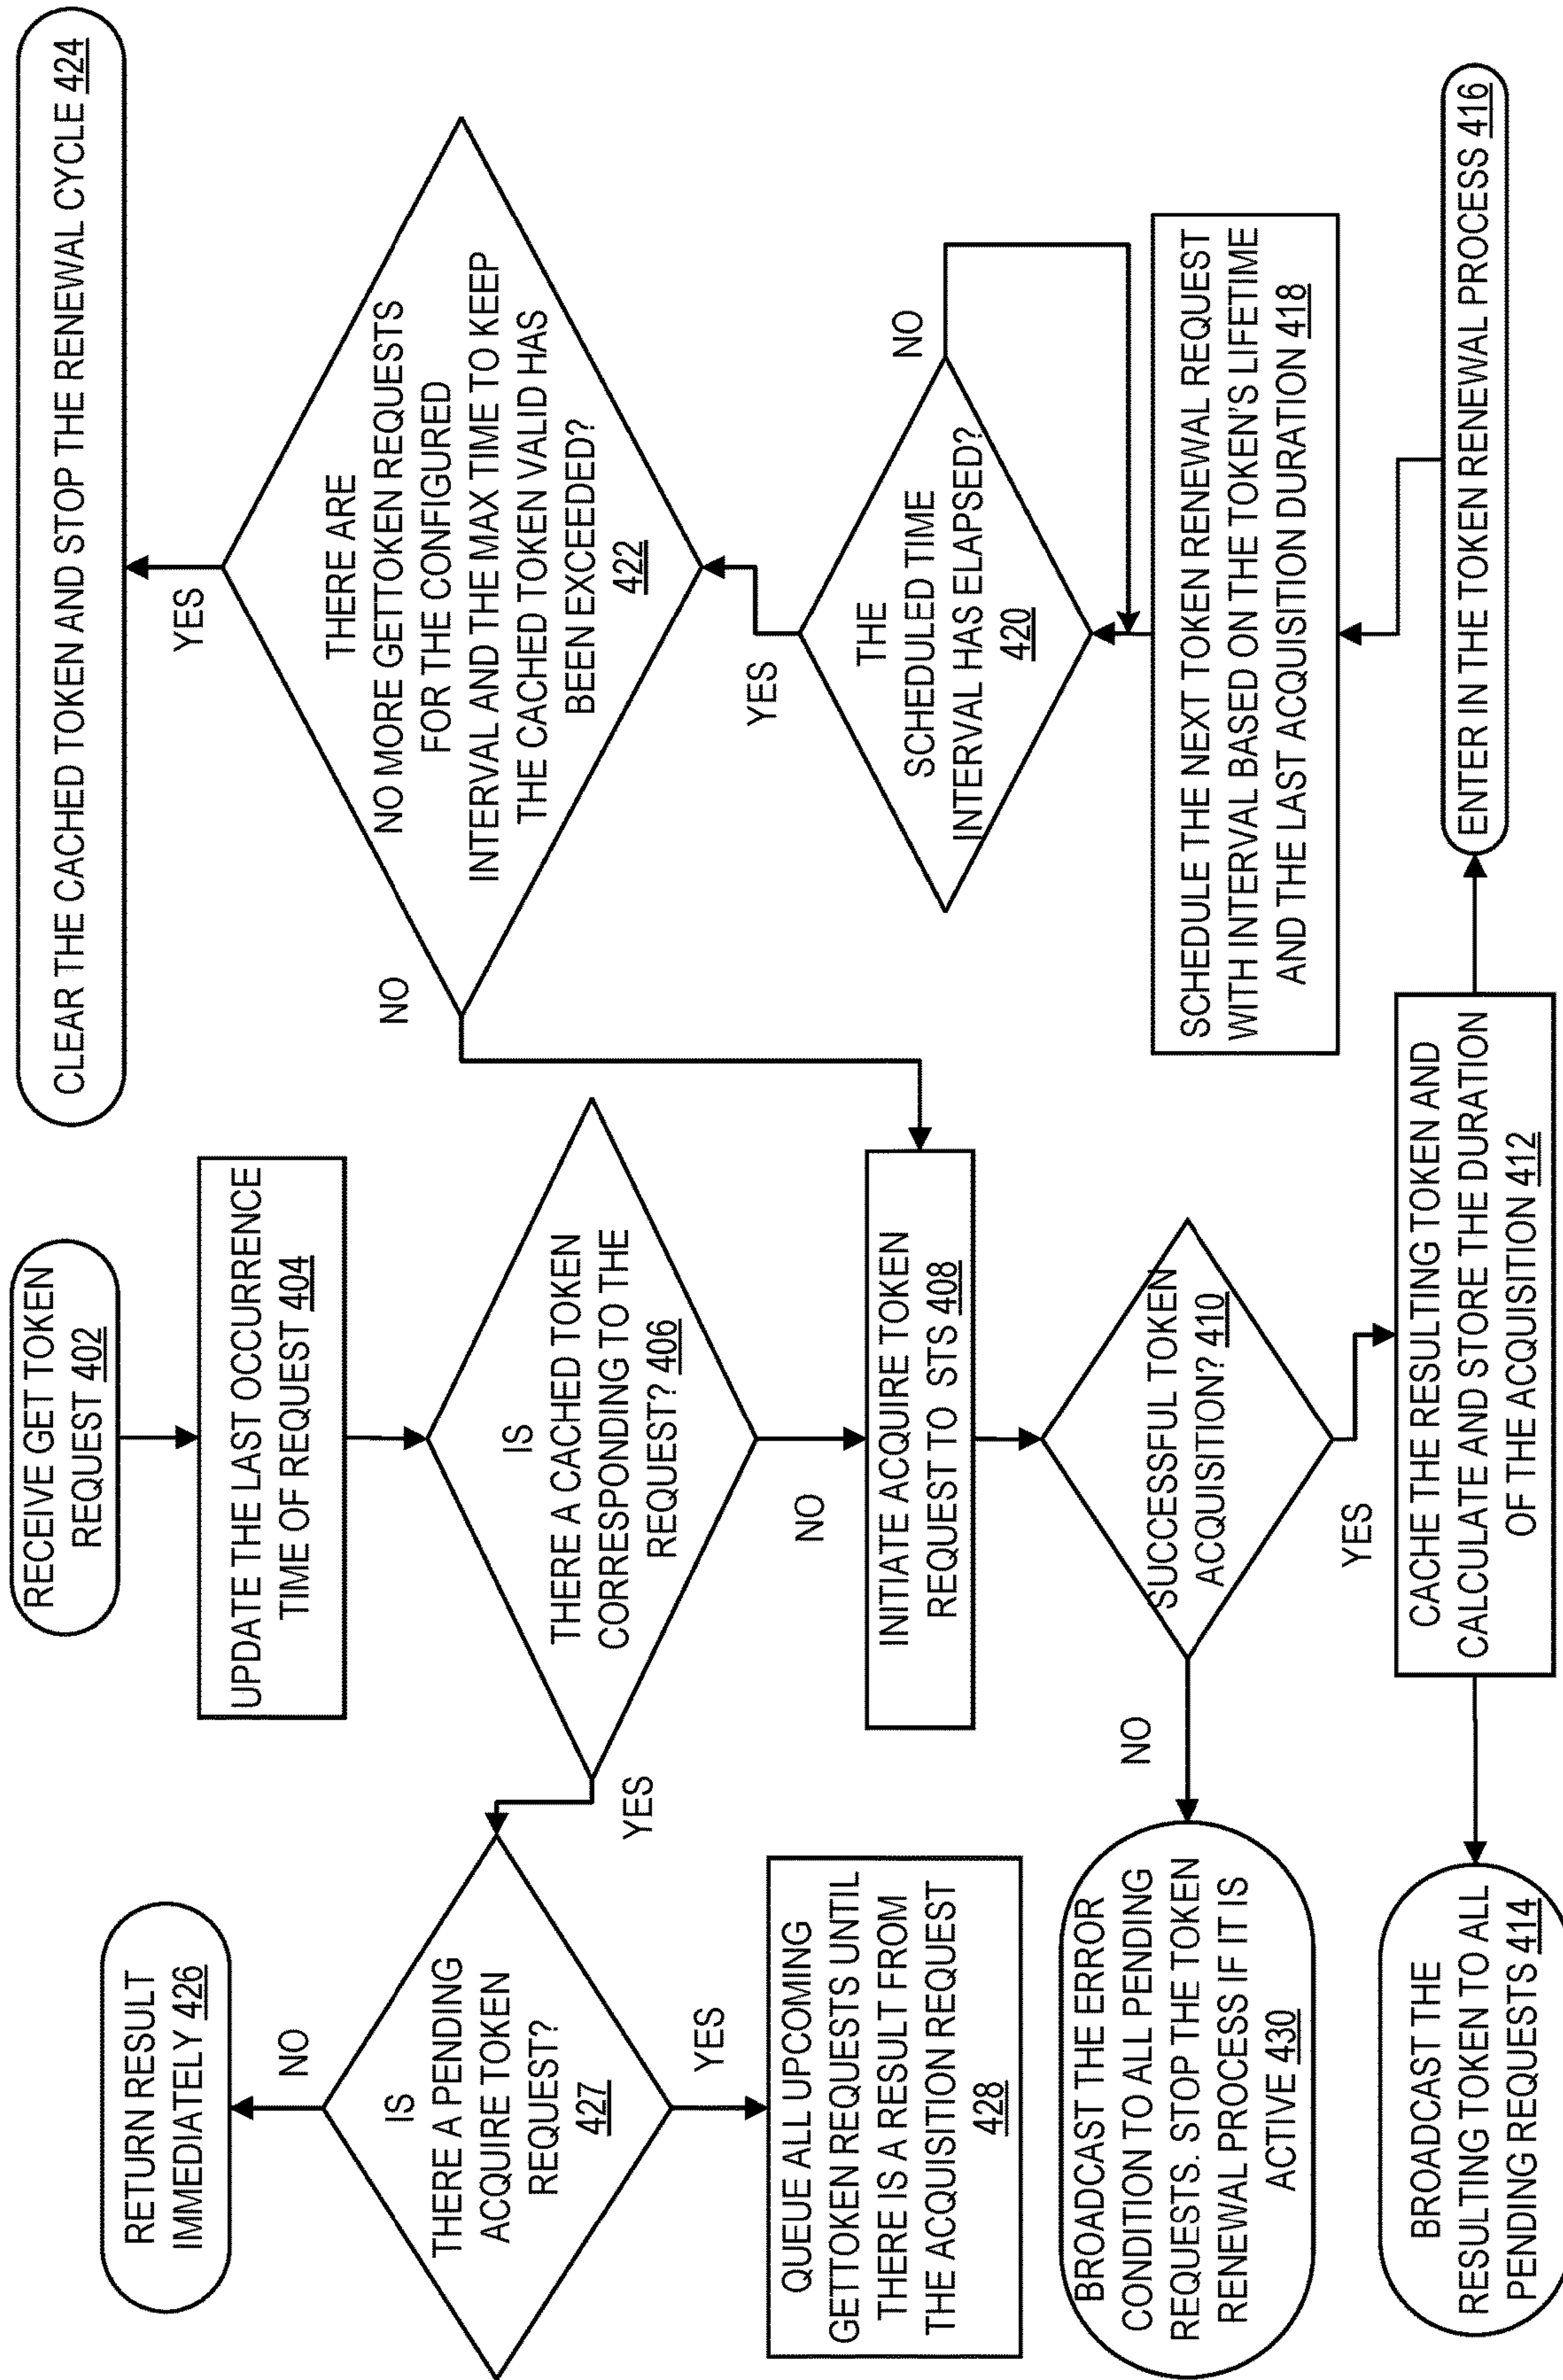 RECEIVE GET TOKEN
REQUEST 402
UPDATE THE LAST OCCURRENCE
TIME OF REQUEST 404
IS
THERE A CACHED TOKEN
CORRESPONDING TO THE
REQUEST? 406
YES
NO
RETURN RESULT
IMMEDIATELY 426
NO
IS
THERE A PENDING
ACQUIRE TOKEN
REQUEST?
427
YES
QUEUE ALL UPCOMING
GETTOKEN REQUESTS UNTIL
THERE IS A RESULT FROM
THE ACQUISITION REQUEST
428
INITIATE ACQUIRE TOKEN
REQUEST TO STS 408
SUCCESSFUL TOKEN
ACQUISITION? 410
NO
YES
BROADCAST THE ERROR
CONDITION TO ALL PENDING
REQUESTS. STOP THE TOKEN
RENEWAL PROCESS IF IT IS
ACTIVE 430
CACHE THE RESULTING TOKEN AND
CALCULATE AND STORE THE DURATION
OF THE ACQUISITION 412
BROADCAST THE
RESULTING TOKEN TO ALL
PENDING REQUESTS 414
ENTER IN THE TOKEN RENEWAL PROCESS 416
SCHEDULE THE NEXT TOKEN RENEWAL REQUEST
WITH INTERVAL BASED ON THE TOKEN'S LIFETIME
AND THE LAST ACQUISITION DURATION 418
THE
SCHEDULED TIME
INTERVAL HAS ELAPSED?
420
NO
YES
THERE ARE
NO MORE GETTOKEN REQUESTS
FOR THE CONFIGURED
INTERVAL AND THE MAX TIME TO KEEP
THE CACHED TOKEN VALID HAS
BEEN EXCEEDED?
422
NO
YES
CLEAR THE CACHED TOKEN AND STOP THE RENEWAL CYCLE 424